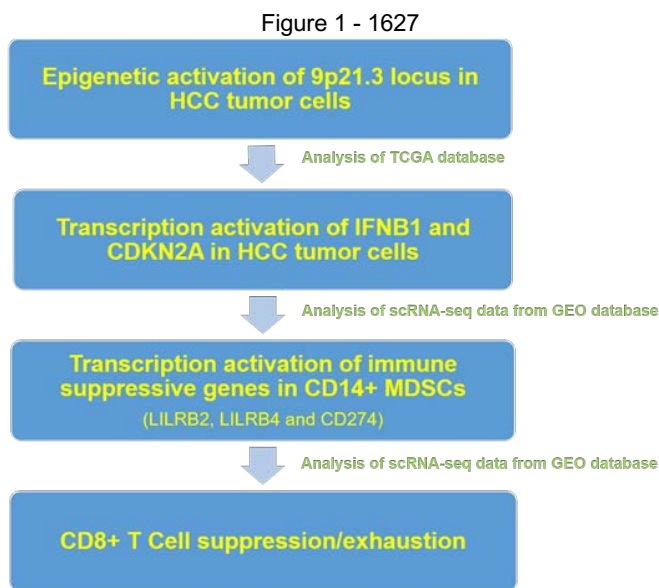 Figure 1 - 1627
Epigenetic activation of 9p21.3 locus in
HCC tumor cells
Analysis of TCGA database
Transcription activation of IFNB1 and
CDKN2A in HCC tumor cells
Analysis of scRNA-seq data from GEO database
Transcription activation of immune
suppressive genes in CD14+ MDSCs
(LILRB2, LILRB4 and CD274)
Analysis of scRNA-seq data from GEO database
CD8+ T Cell suppression/exhaustion